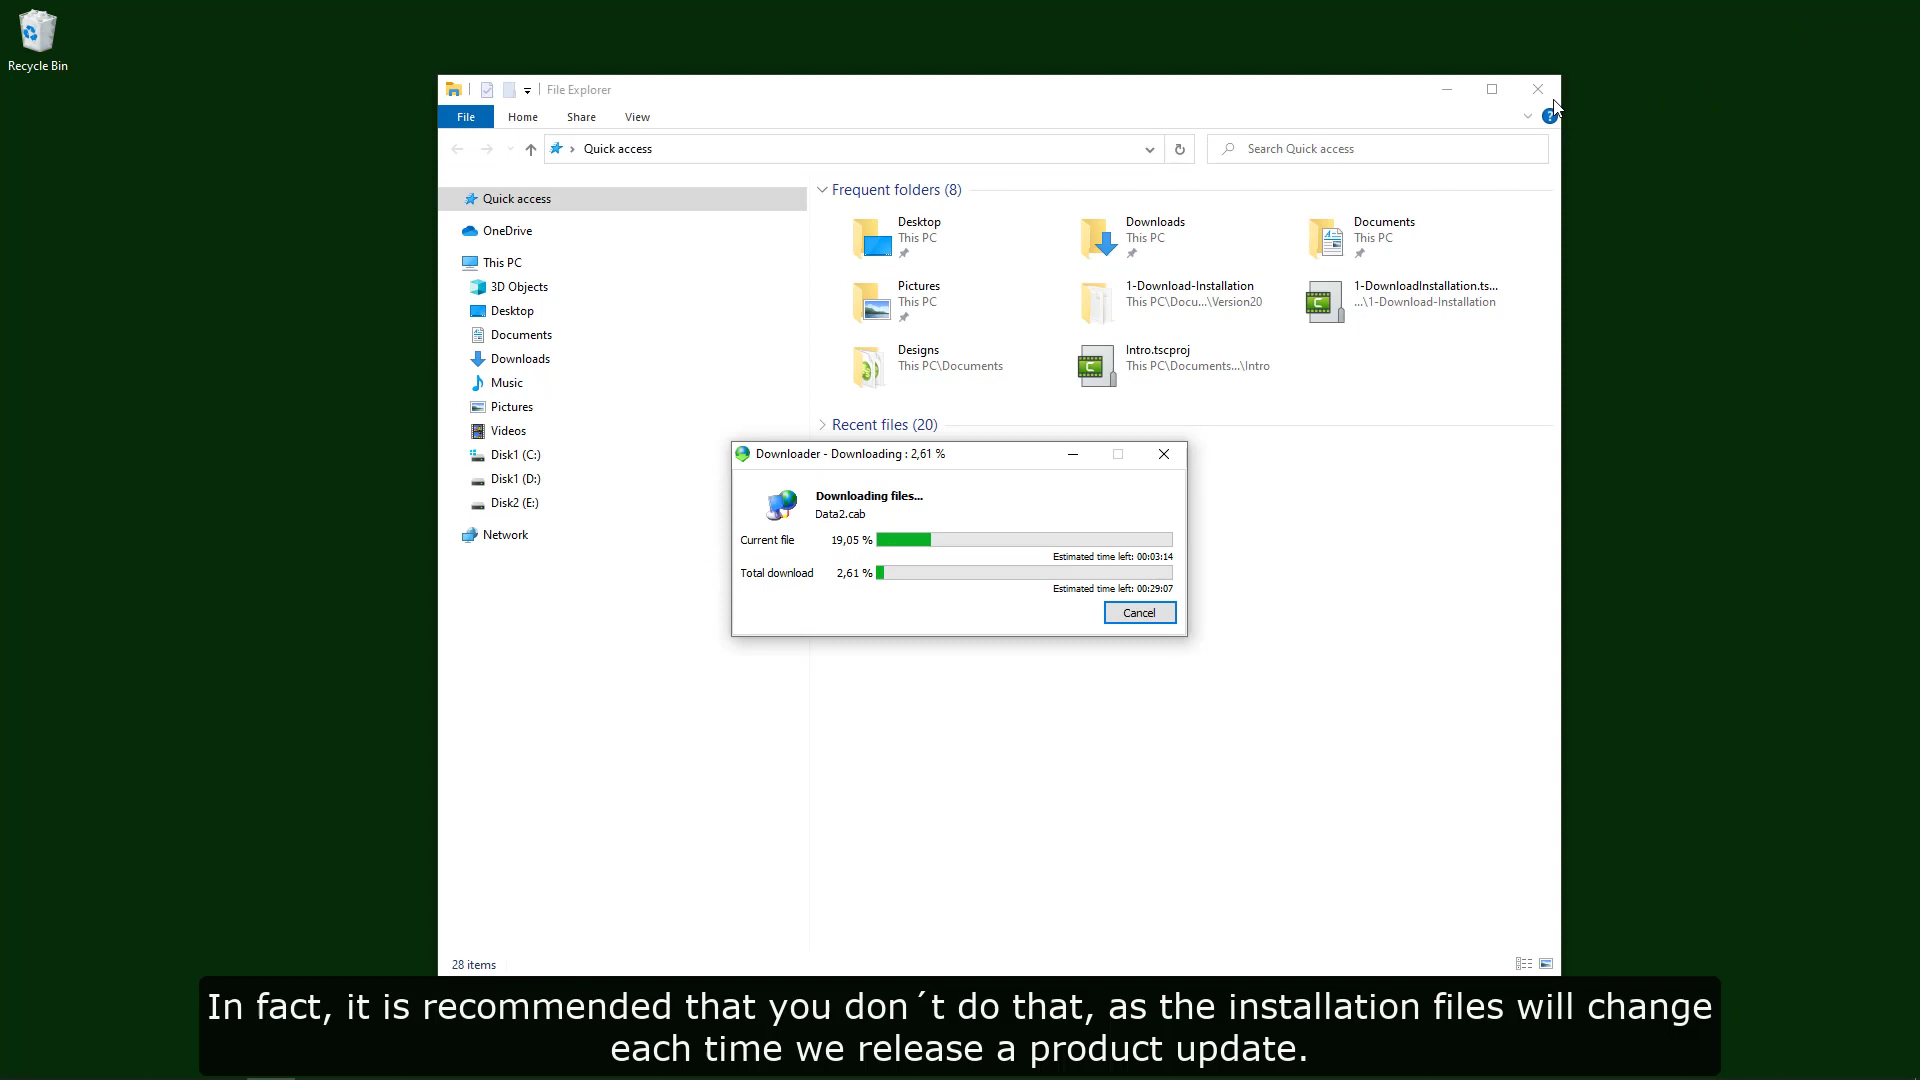 Recycle Bin
File Explorer
File Home Share View
Quick access
Search Quick access
Quick access
OneDrive
This PC
3D Objects
Desktop
Documents
Downloads
Music
Pictures
Videos
Disk1 (C:)
Disk1 (D:)
Disk2 (E:)
Network
Frequent folders (8)
Desktop
This PC
Downloads
This PC
Documents
This PC
Pictures
This PC
1-Download-Installation
This PC\Docu...\Version20
1-DownloadInstallation.ts...
...\1-Download-Installation
Designs
This PC\Documents
Intro.tscproj
This PC\Documents...\Intro
Recent files (20)
Downloader - Downloading : 2,61 %
Downloading files...
Data2.cab
Current file 19,05 %
Estimated time left: 00:03:14
Total download 2,61 %
Estimated time left: 00:29:07
Cancel
28 items
In fact, it is recommended that you don´t do that, as the installation files will change
each time we release a product update.